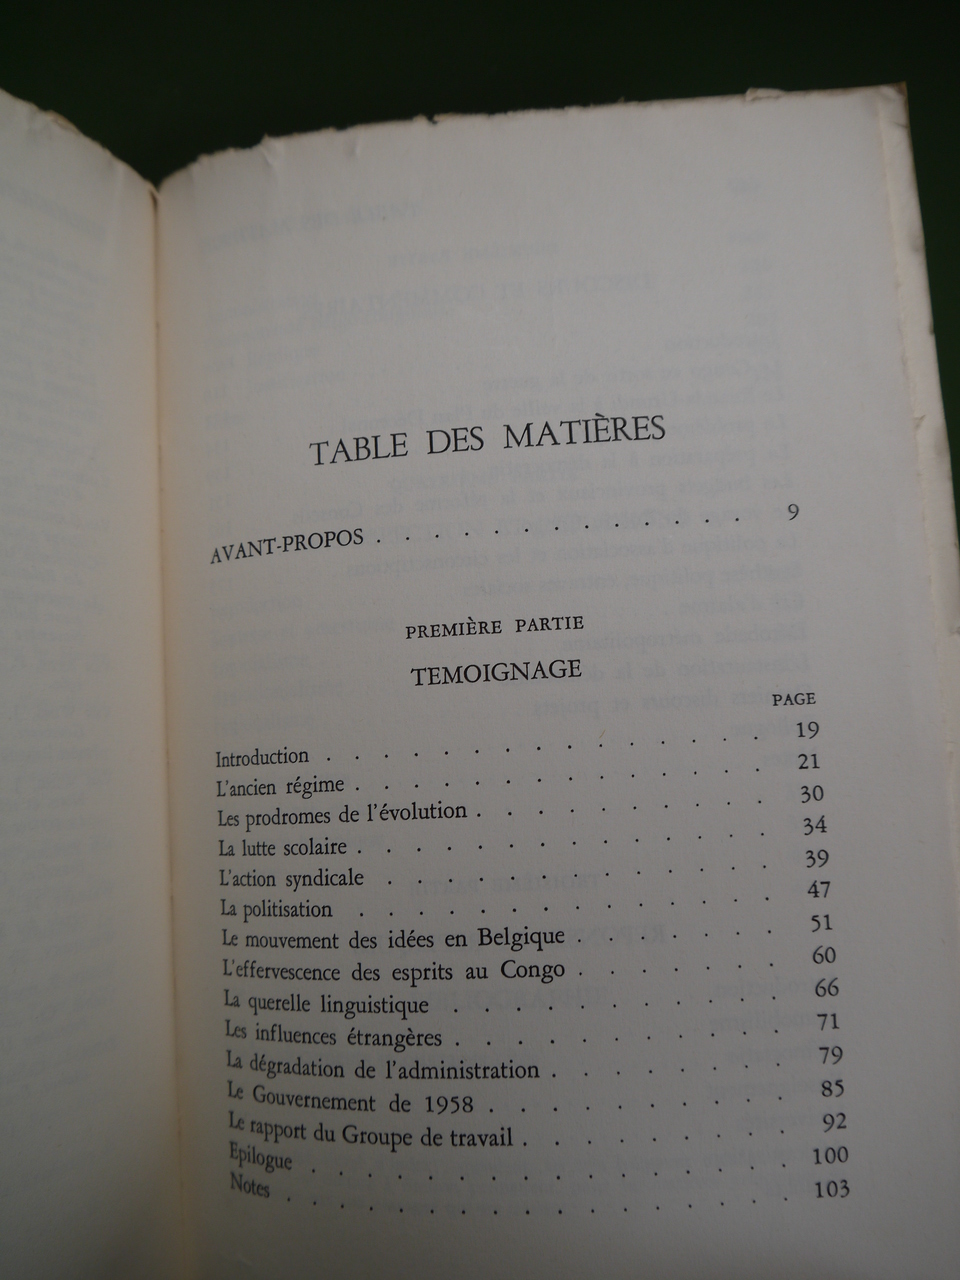 TABLE DES MATIÈRES
AVANT-PROPOS . . . . . . . . . . . . . 9
PREMIÈRE PARTIE
TEMOIGNAGE
PAGE
Introduction . . . . . . . . . . . . . . . 19
L'ancien régime . . . . . . . . . . . . . . 21
Les prodromes de l'évolution . . . . . . . . . . 30
La lutte scolaire . . . . . . . . . . . . . . 34
L'action syndicale . . . . . . . . . . . . . 39
La politisation . . . . . . . . . . . . . . 47
Le mouvement des idées en Belgique . . . . . . . 51
L'effervescence des esprits au Congo . . . . . . . 60
La querelle linguistique . . . . . . . . . . . 66
Les influences étrangères . . . . . . . . . . . 71
La dégradation de l'administration . . . . . . . . 79
Le Gouvernement de 1958 . . . . . . . . . . 85
Le rapport du Groupe de travail . . . . . . . . . 92
Epilogue . . . . . . . . . . . . . . . 100
Notes . . . . . . . . . . . . . . . . 103